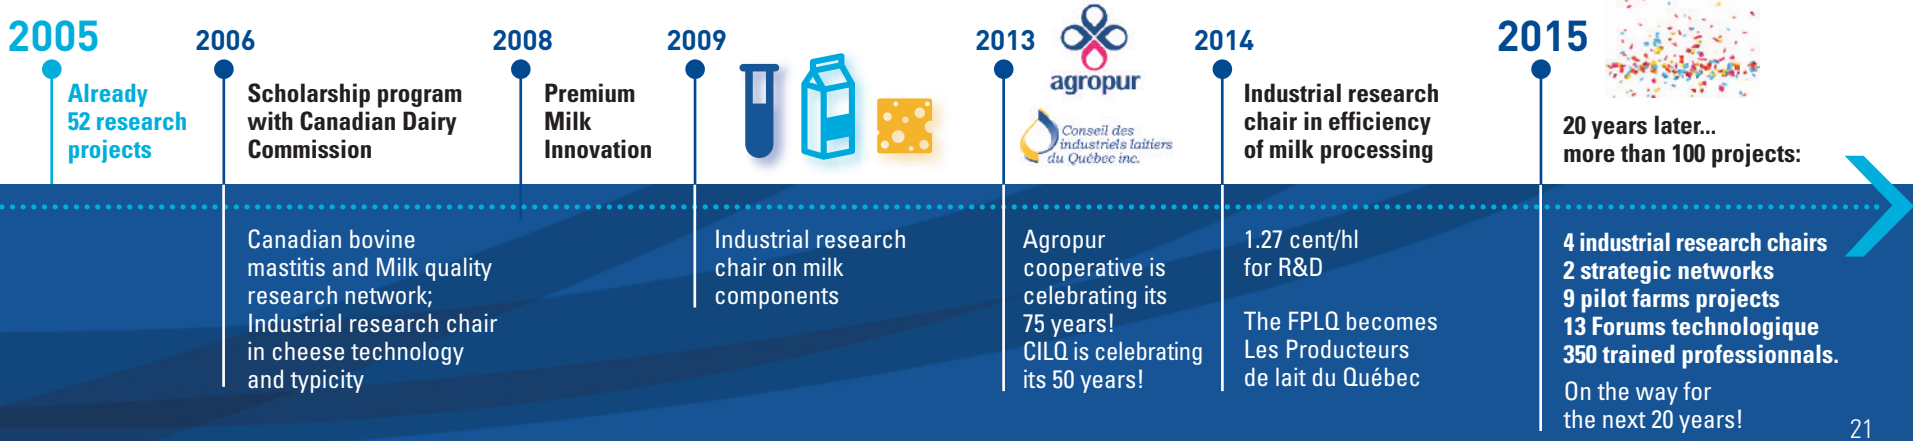 2005
Already
52 research
projects
2006
Scholarship program
with Canadian Dairy
Commission
Canadian bovine
mastitis and Milk quality
research network;
Industrial research chair
in cheese technology
and typicity
2008
Premium
Milk
Innovation
2009
Industrial research
chair on milk
components
2013
agropur
Conseil des
industriels laitiers
du Québec inc.
Agropur
cooperative is
celebrating its
75 years!
CILQ is celebrating
its 50 years!
2014
Industrial research
chair in efficiency
of milk processing
1.27 cent/hl
for R&D
The FPLQ becomes
Les Producteurs
de lait du Québec
2015
20 years later...
more than 100 projects:
4 industrial research chairs
2 strategic networks
9 pilot farms projects
13 Forums technologique
350 trained professionnals.
On the way for
the next 20 years!
21